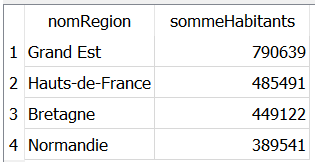 nomRegion sommeHabitants
1 Grand Est 790639
2 Hauts-de-France 485491
3 Bretagne 449122
4 Normandie 389541